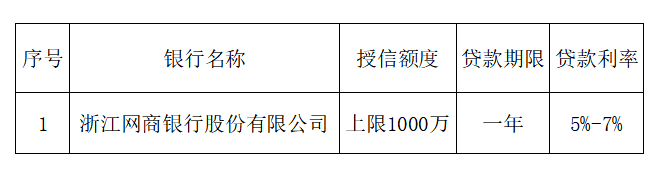 序号 银行名称 授信额度 贷款期限 贷款利率
1 浙江网商银行股份有限公司 上限1000万 一年 5%-7%